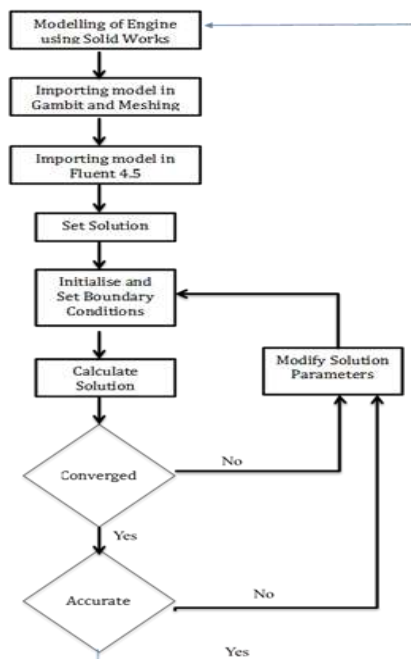 Modelling of Engine
using Solid Works
Importing model in
Gambit and Meshing
Importing model in
Fluent 4.5
Set Solution
Initialise and
Set Boundary
Conditions
Calculate
Solution
Modify Solution
Parameters
Converged
No
Yes
Accurate
No
Yes